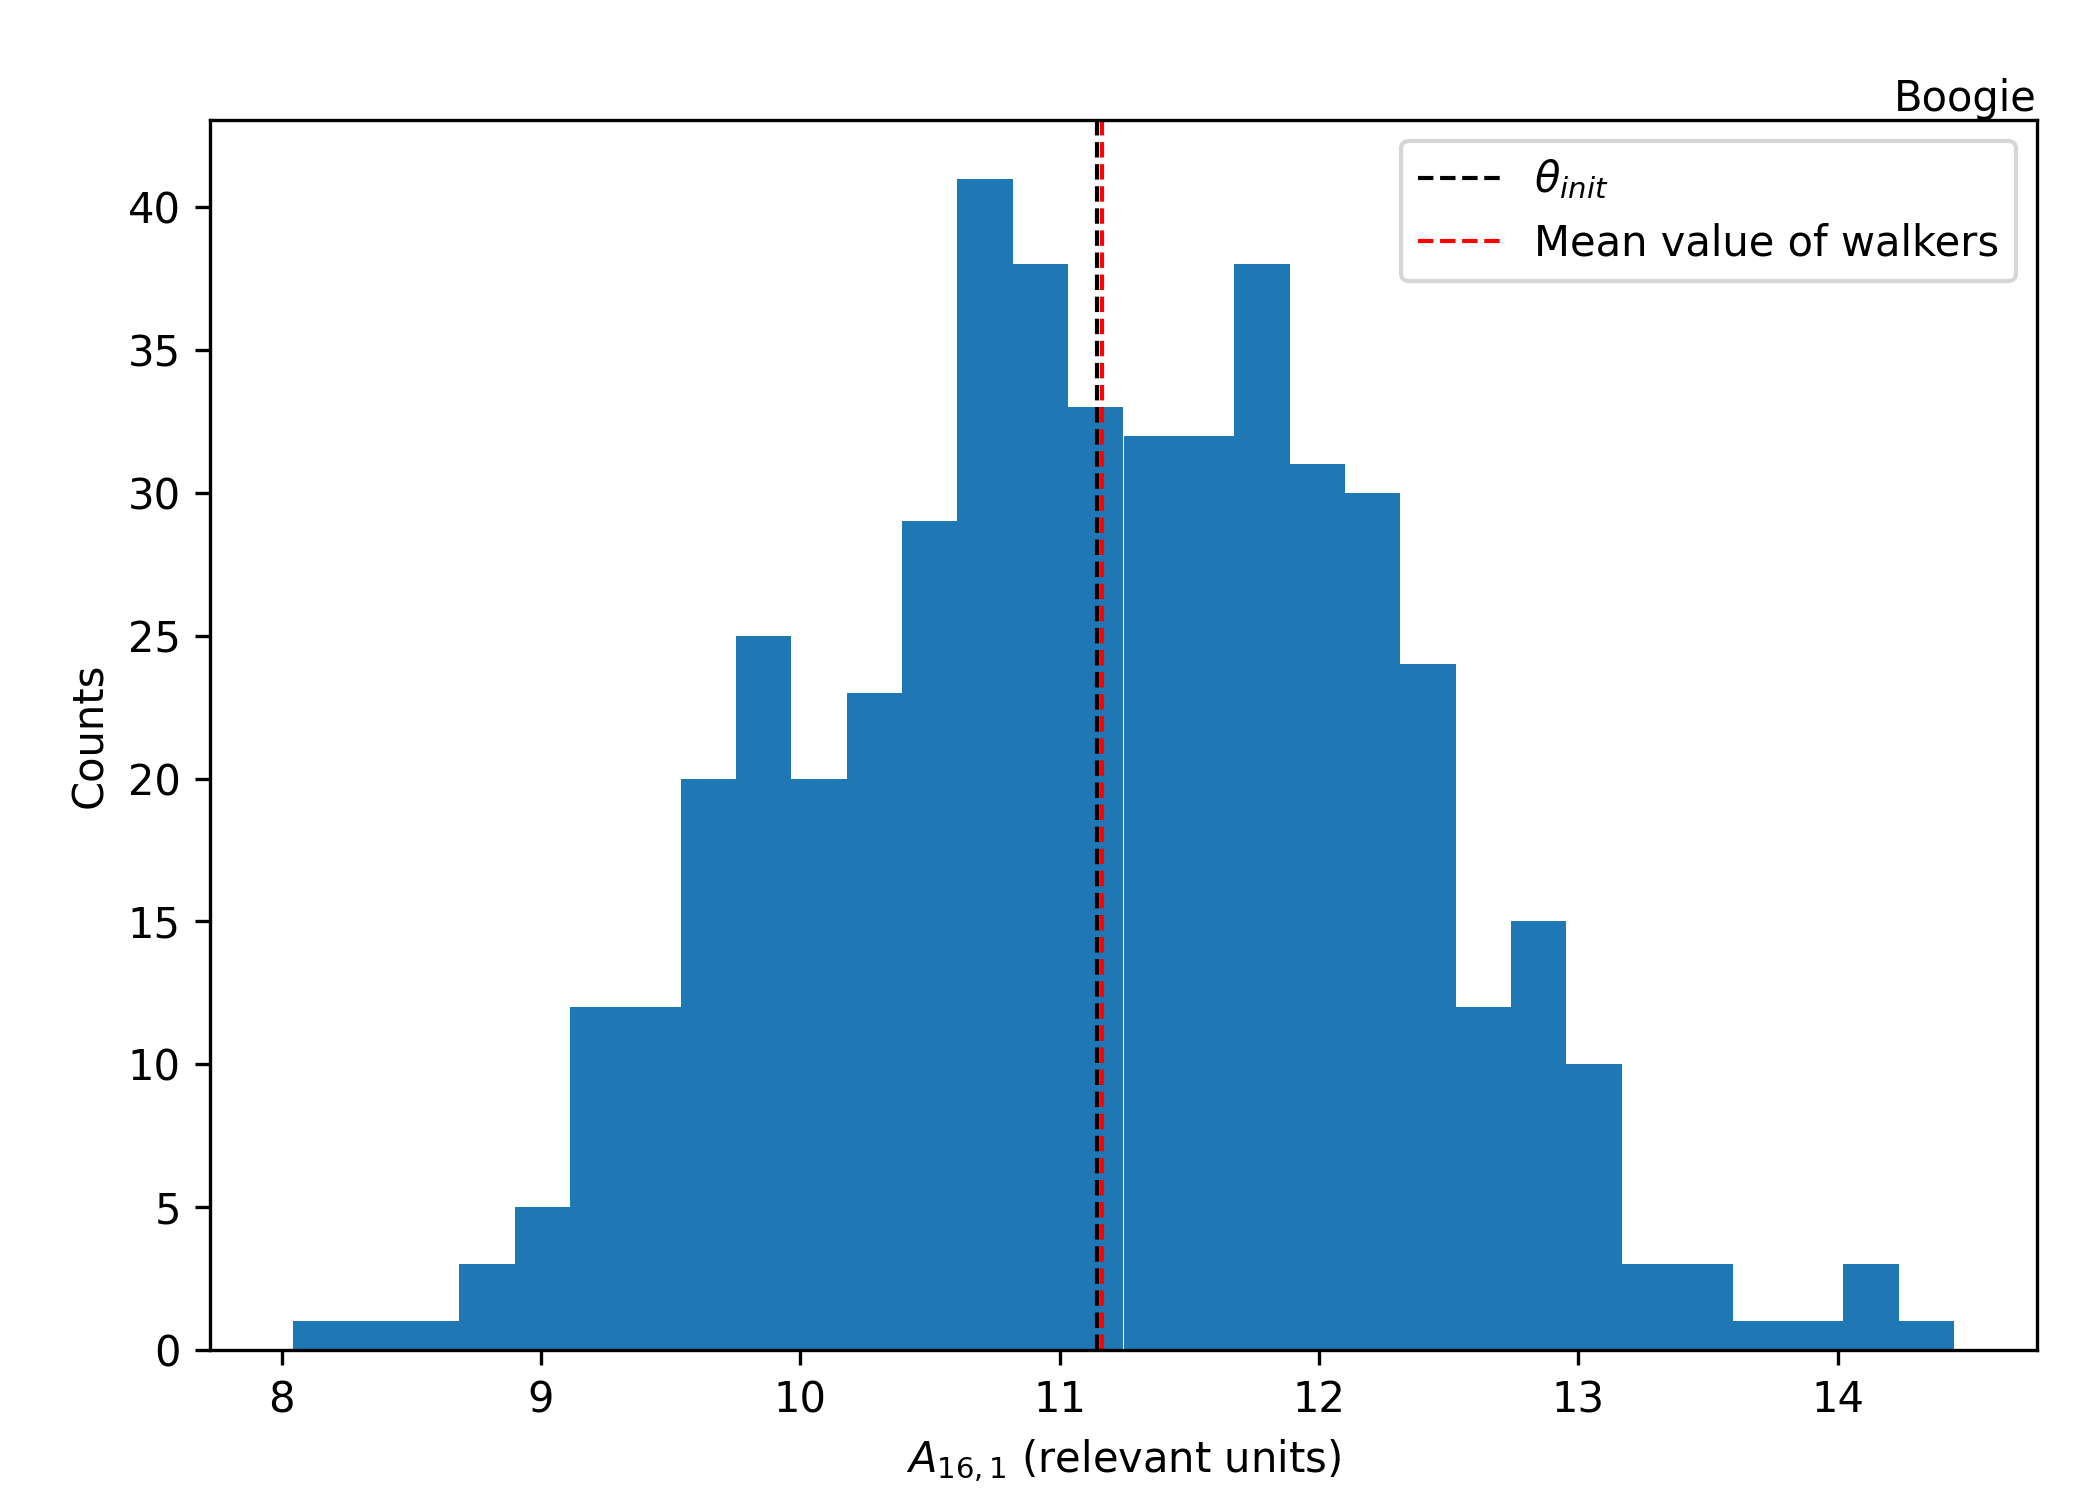 Boogie
θinit
Mean value of walkers
40
35
30
25
20
15
10
5
0
Counts
8 9 10 11 12 13 14
A16, 1 (relevant units)